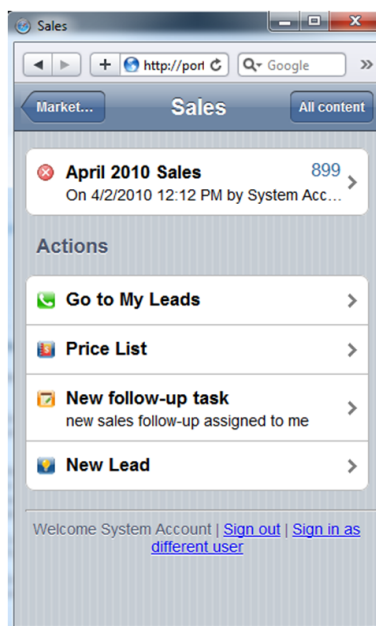 Sales
http://port
Google
Market...
Sales
All content
April 2010 Sales
899
On 4/2/2010 12:12 PM by System Acc...
Actions
Go to My Leads
Price List
New follow-up task
new sales follow-up assigned to me
New Lead
Welcome System Account | Sign out | Sign in as
different user